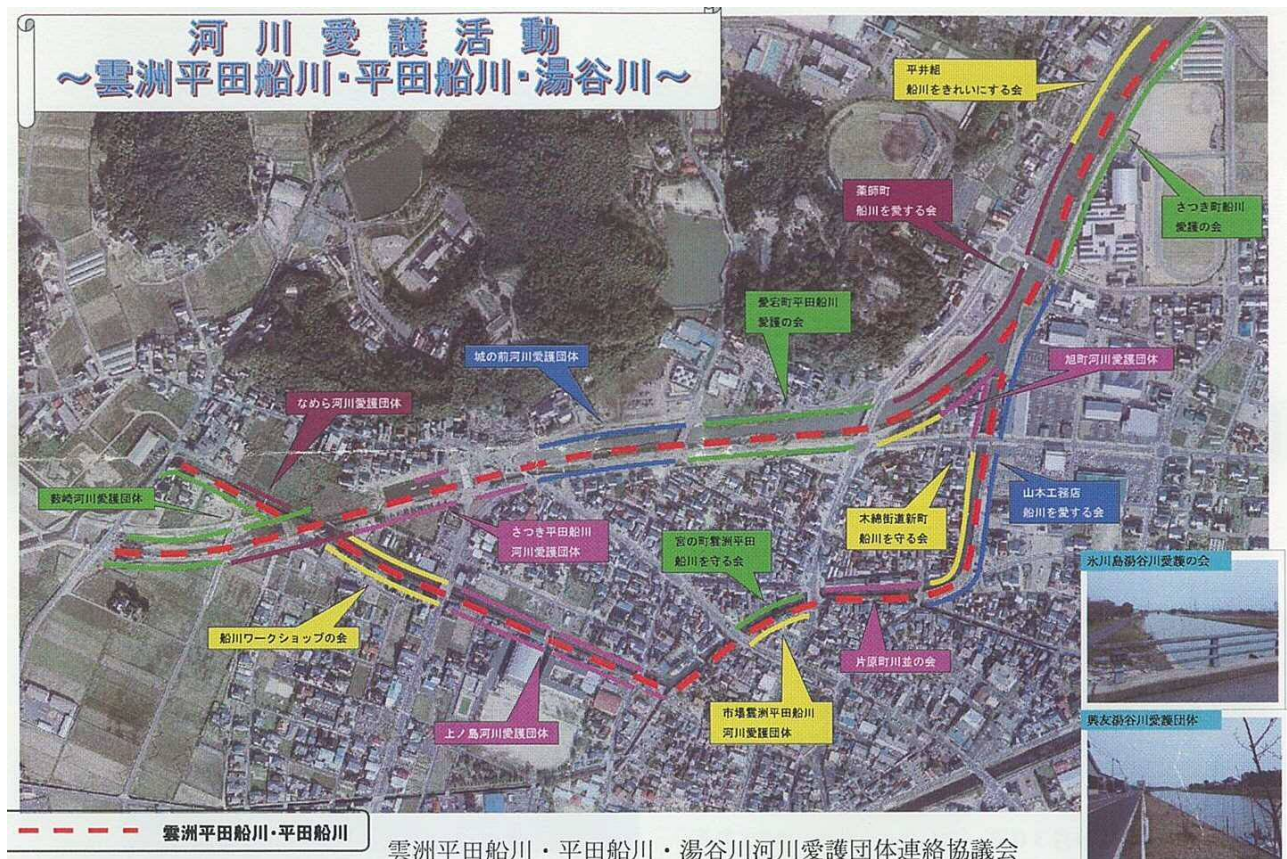 河川愛護活動
～雲洲平田船川・平田船川・湯谷川～
平井組
船川をきれいにする会
薬師町
船川を愛する会
さつき町船川
愛護の会
愛宕町平田船川
愛護の会
城の前河川愛護団体
旭町河川愛護団体
なめら河川愛護団体
藪崎河川愛護団体
さつき平田船川
河川愛護団体
宮の町雲洲平田
船川を守る会
木綿街道新町
船川を守る会
山本工務店
船川を愛する会
氷川島湯谷川愛護の会
船川ワークショップの会
片原町川並の会
上ノ島河川愛護団体
市場雲洲平田船川
河川愛護団体
興友湯谷川愛護団体
雲洲平田船川・平田船川
雲洲平田船川・平田船川・湯谷川河川愛護団体連絡協議会